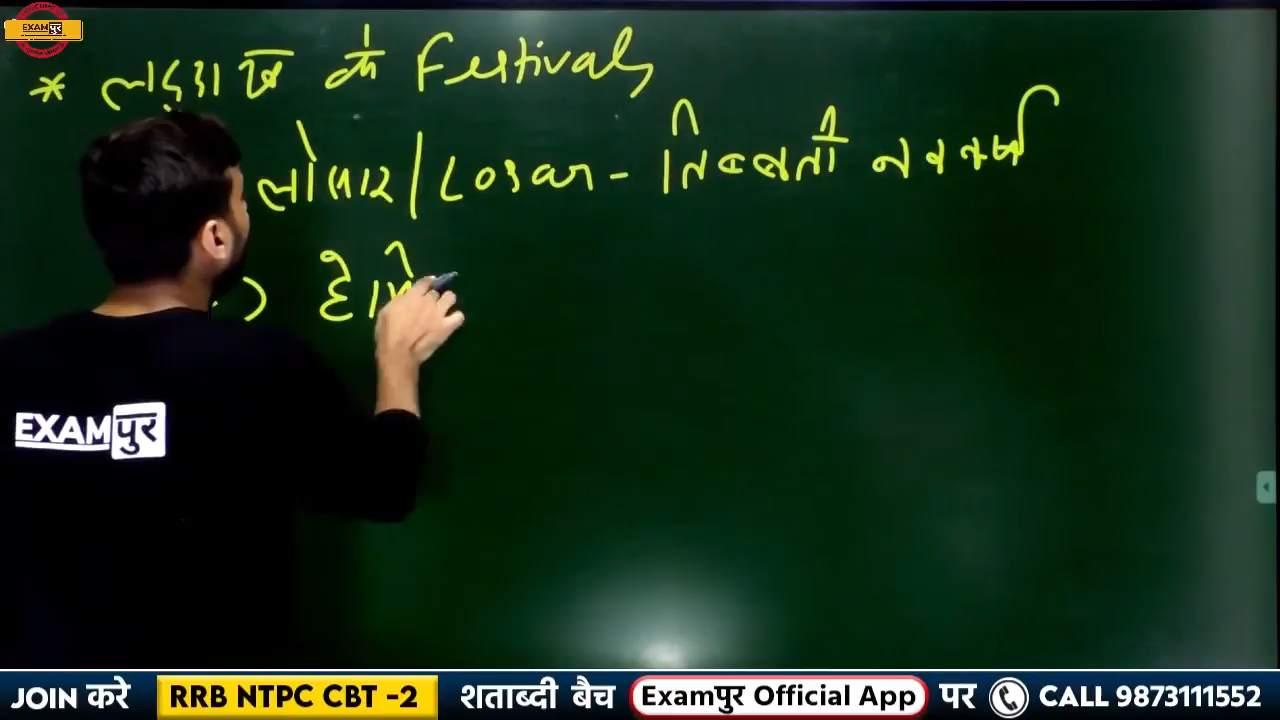 EXAMपुर
* लद्दाख के Festivals
लोसार / Losar - तिब्बती नववर्ष
EXAMपुर
JOIN करे RRB NTPC CBT -2 शताब्दी बैच Examपुर Official App पर CALL 9873111552